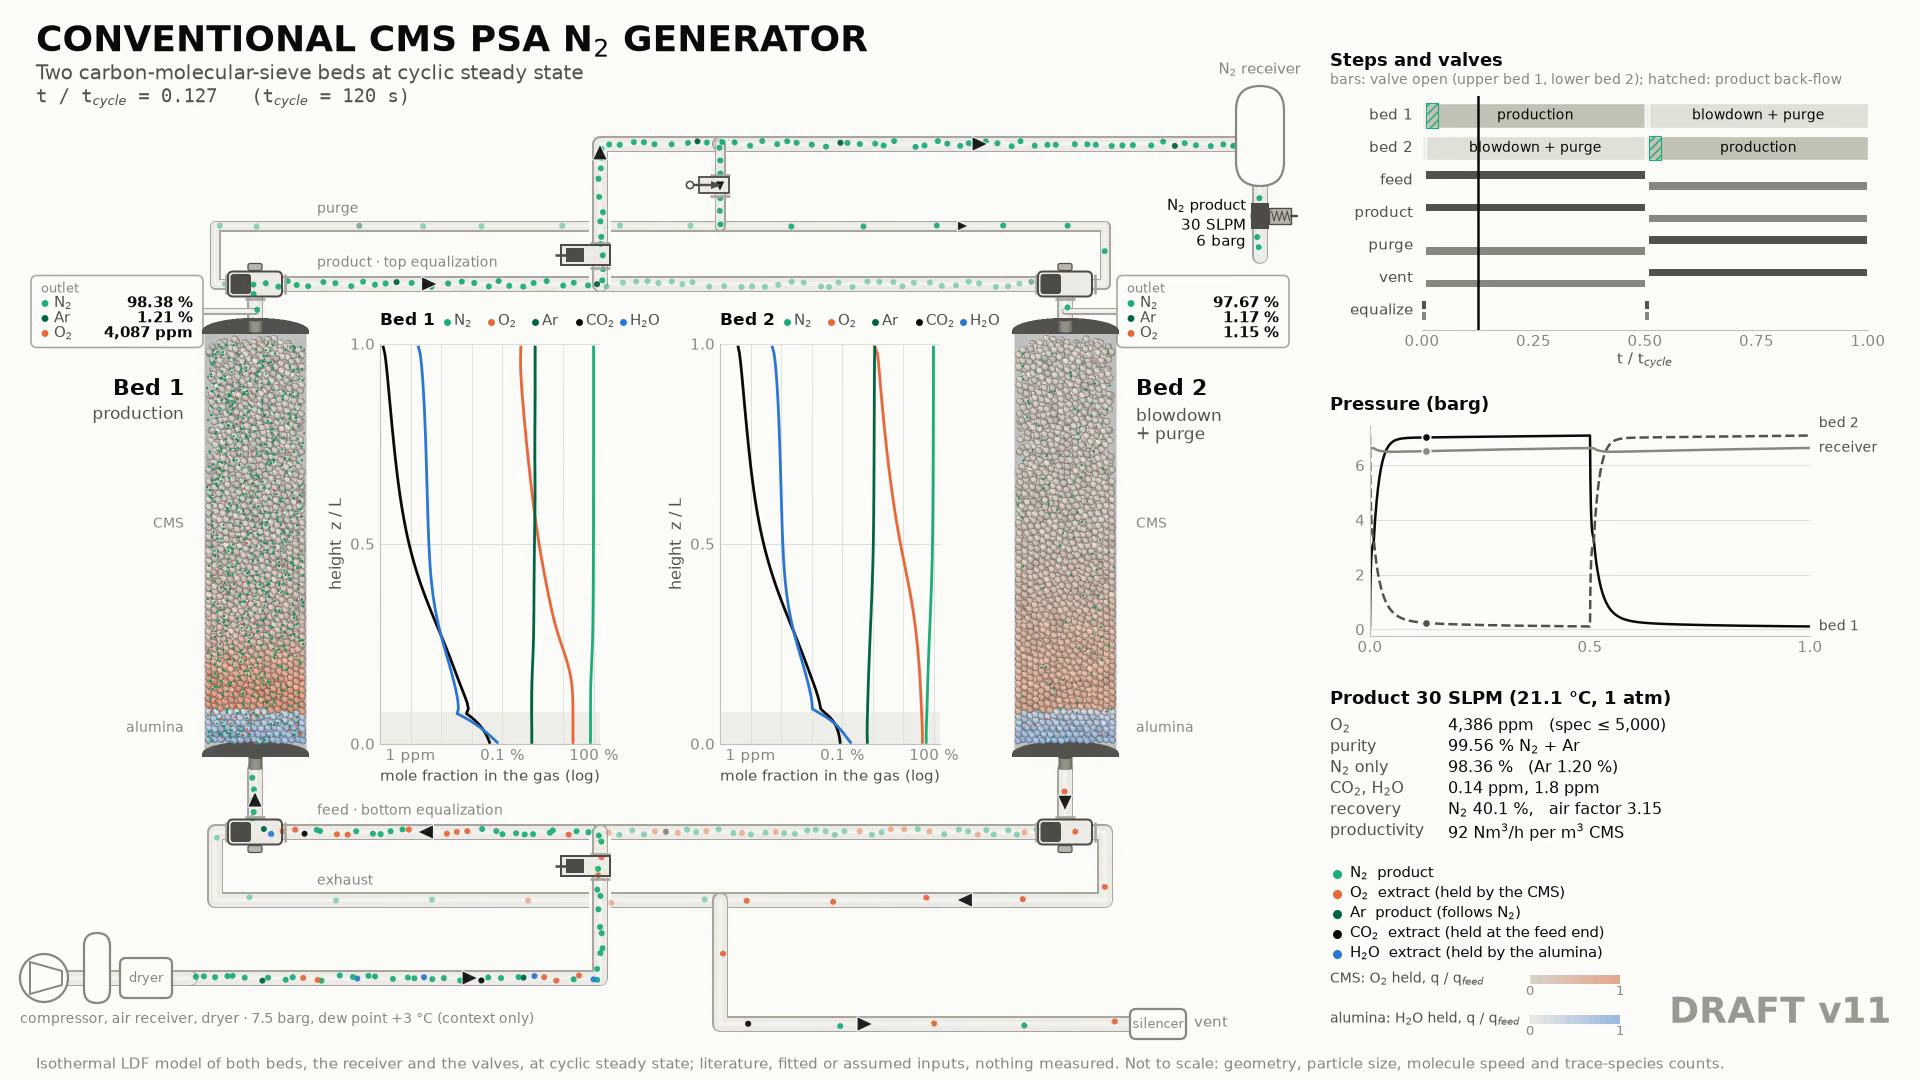 CONVENTIONAL CMS PSA N₂ GENERATOR
Two carbon-molecular-sieve beds at cyclic steady state
t / t_cycle = 0.127 (t_cycle = 120 s)
N₂ receiver
N₂ product
30 SLPM
6 barg
purge
product · top equalization
outlet
N₂ 98.38 %
Ar 1.21 %
O₂ 4,087 ppm
outlet
N₂ 97.67 %
Ar 1.17 %
O₂ 1.15 %
Bed 1
production
CMS
alumina
Bed 1 N₂ O₂ Ar CO₂ H₂O
1.0
0.5
0.0
height z / L
1 ppm 0.1 % 100 %
mole fraction in the gas (log)
Bed 2 N₂ O₂ Ar CO₂ H₂O
1.0
0.5
0.0
height z / L
1 ppm 0.1 % 100 %
mole fraction in the gas (log)
Bed 2
blowdown
+ purge
CMS
alumina
feed · bottom equalization
exhaust
dryer
compressor, air receiver, dryer · 7.5 barg, dew point +3 °C (context only)
silencer
vent
Steps and valves
bars: valve open (upper bed 1, lower bed 2); hatched: product back-flow
bed 1 production blowdown + purge
bed 2 blowdown + purge production
feed
product
purge
vent
equalize
0.00 0.25 0.50 0.75 1.00
t / t_cycle
Pressure (barg)
6
4
2
0
0.0 0.5 1.0
bed 2
receiver
bed 1
Product 30 SLPM (21.1 °C, 1 atm)
O₂ 4,386 ppm (spec ≤ 5,000)
purity 99.56 % N₂ + Ar
N₂ only 98.36 % (Ar 1.20 %)
CO₂, H₂O 0.14 ppm, 1.8 ppm
recovery N₂ 40.1 %, air factor 3.15
productivity 92 Nm³/h per m³ CMS
N₂ product
O₂ extract (held by the CMS)
Ar product (follows N₂)
CO₂ extract (held at the feed end)
H₂O extract (held by the alumina)
CMS: O₂ held, q / q_feed
0 1
alumina: H₂O held, q / q_feed
0 1
DRAFT v11
Isothermal LDF model of both beds, the receiver and the valves, at cyclic steady state; literature, fitted or assumed inputs, nothing measured. Not to scale: geometry, particle size, molecule speed and trace-species counts.